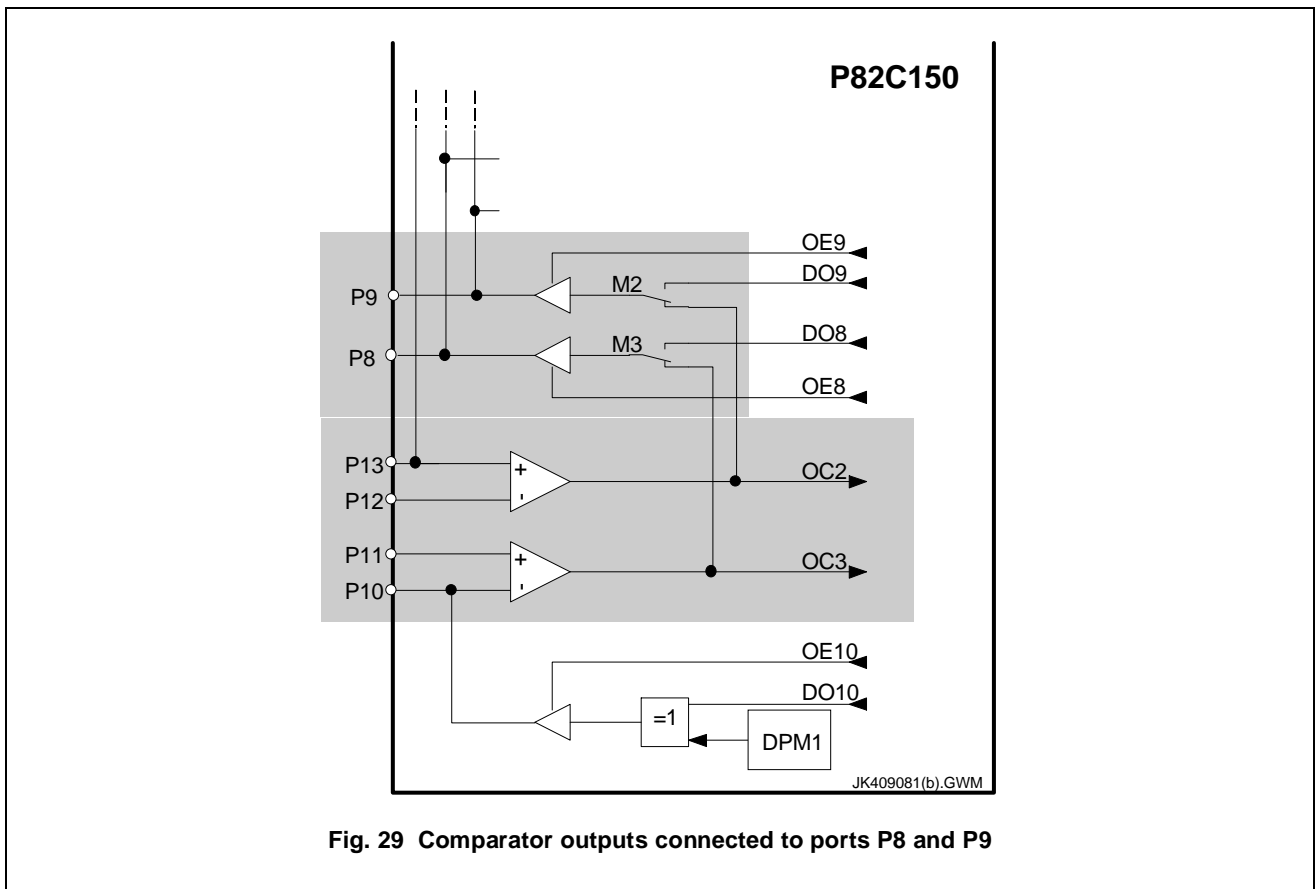 P82C150
OE9
DO9
P9
M2
DO8
P8
M3
OE8
P13
+
OC2
P12
-
P11
+
OC3
P10
-
OE10
DO10
=1
DPM1
JK409081(b).GWM
Fig. 29 Comparator outputs connected to ports P8 and P9